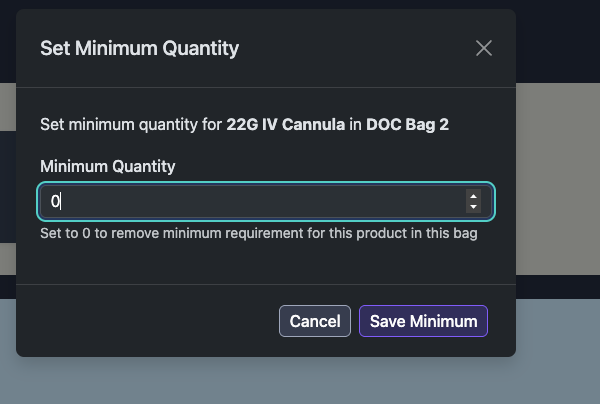 Set Minimum Quantity
Set minimum quantity for 22G IV Cannula in DOC Bag 2
Minimum Quantity
0
Set to 0 to remove minimum requirement for this product in this bag
Cancel Save Minimum